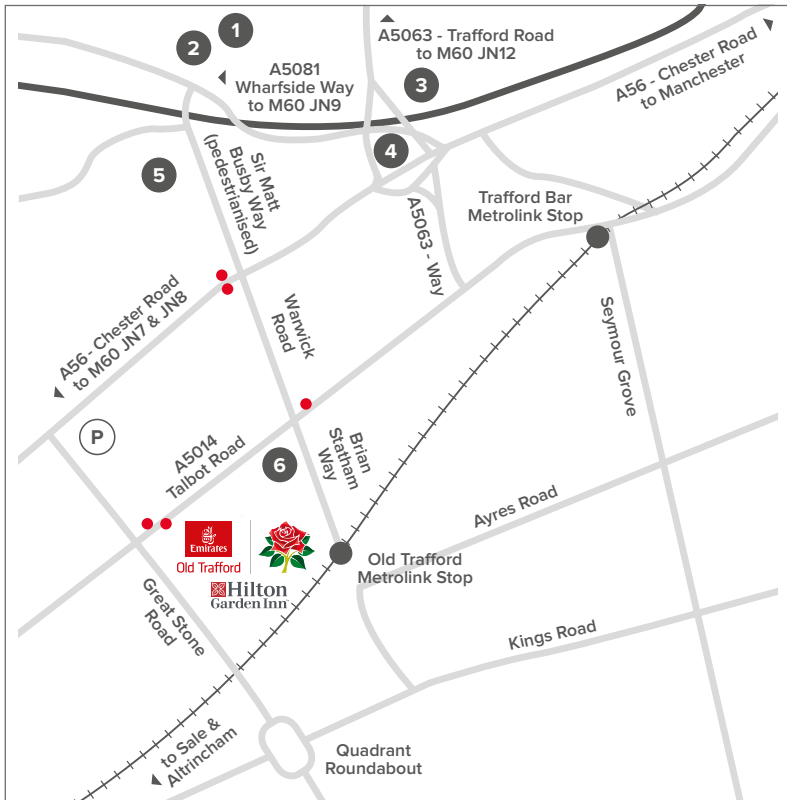 1
2
A5081
Wharfside Way
to M60 JN9
A5063 - Trafford Road
to M60 JN12
3
A56 - Chester Road
to Manchester
4
5
Sir Matt
Busby Way
(pedestrianised)
A5063 - Way
Trafford Bar
Metrolink Stop
A56 - Chester Road
to M60 JN7 & JN8
Warwick
Road
Seymour Grove
P
A5014
Talbot Road
6
Brian
Statham
Way
Ayres Road
Emirates
Old Trafford
Hilton
Garden Inn™
Old Trafford
Metrolink Stop
Great Stone
Road
Kings Road
to Sale &
Altrincham
Quadrant
Roundabout